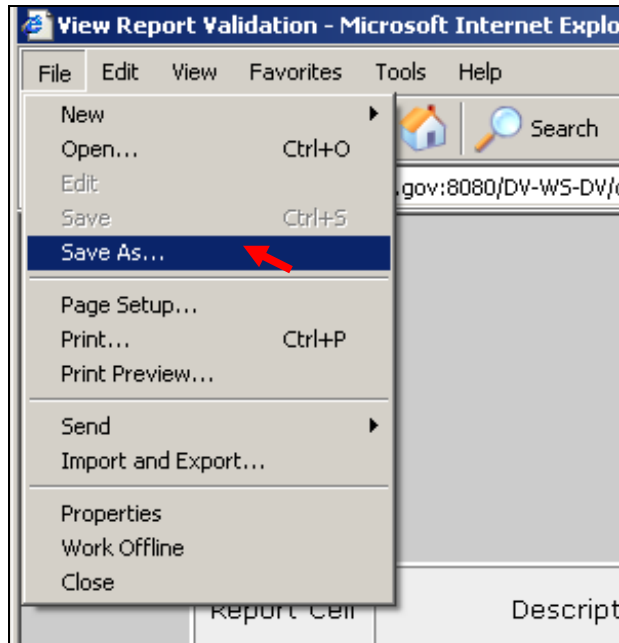 View Report Validation - Microsoft Internet Explo
File Edit View Favorites Tools Help
New
Search
Open... Ctrl+O
Edit
.gov:8080/DV-WS-DV/
Save Ctrl+S
Save As...
Page Setup...
Print... Ctrl+P
Print Preview...
Send
Import and Export...
Properties
Work Offline
Close
Report Cell Descript